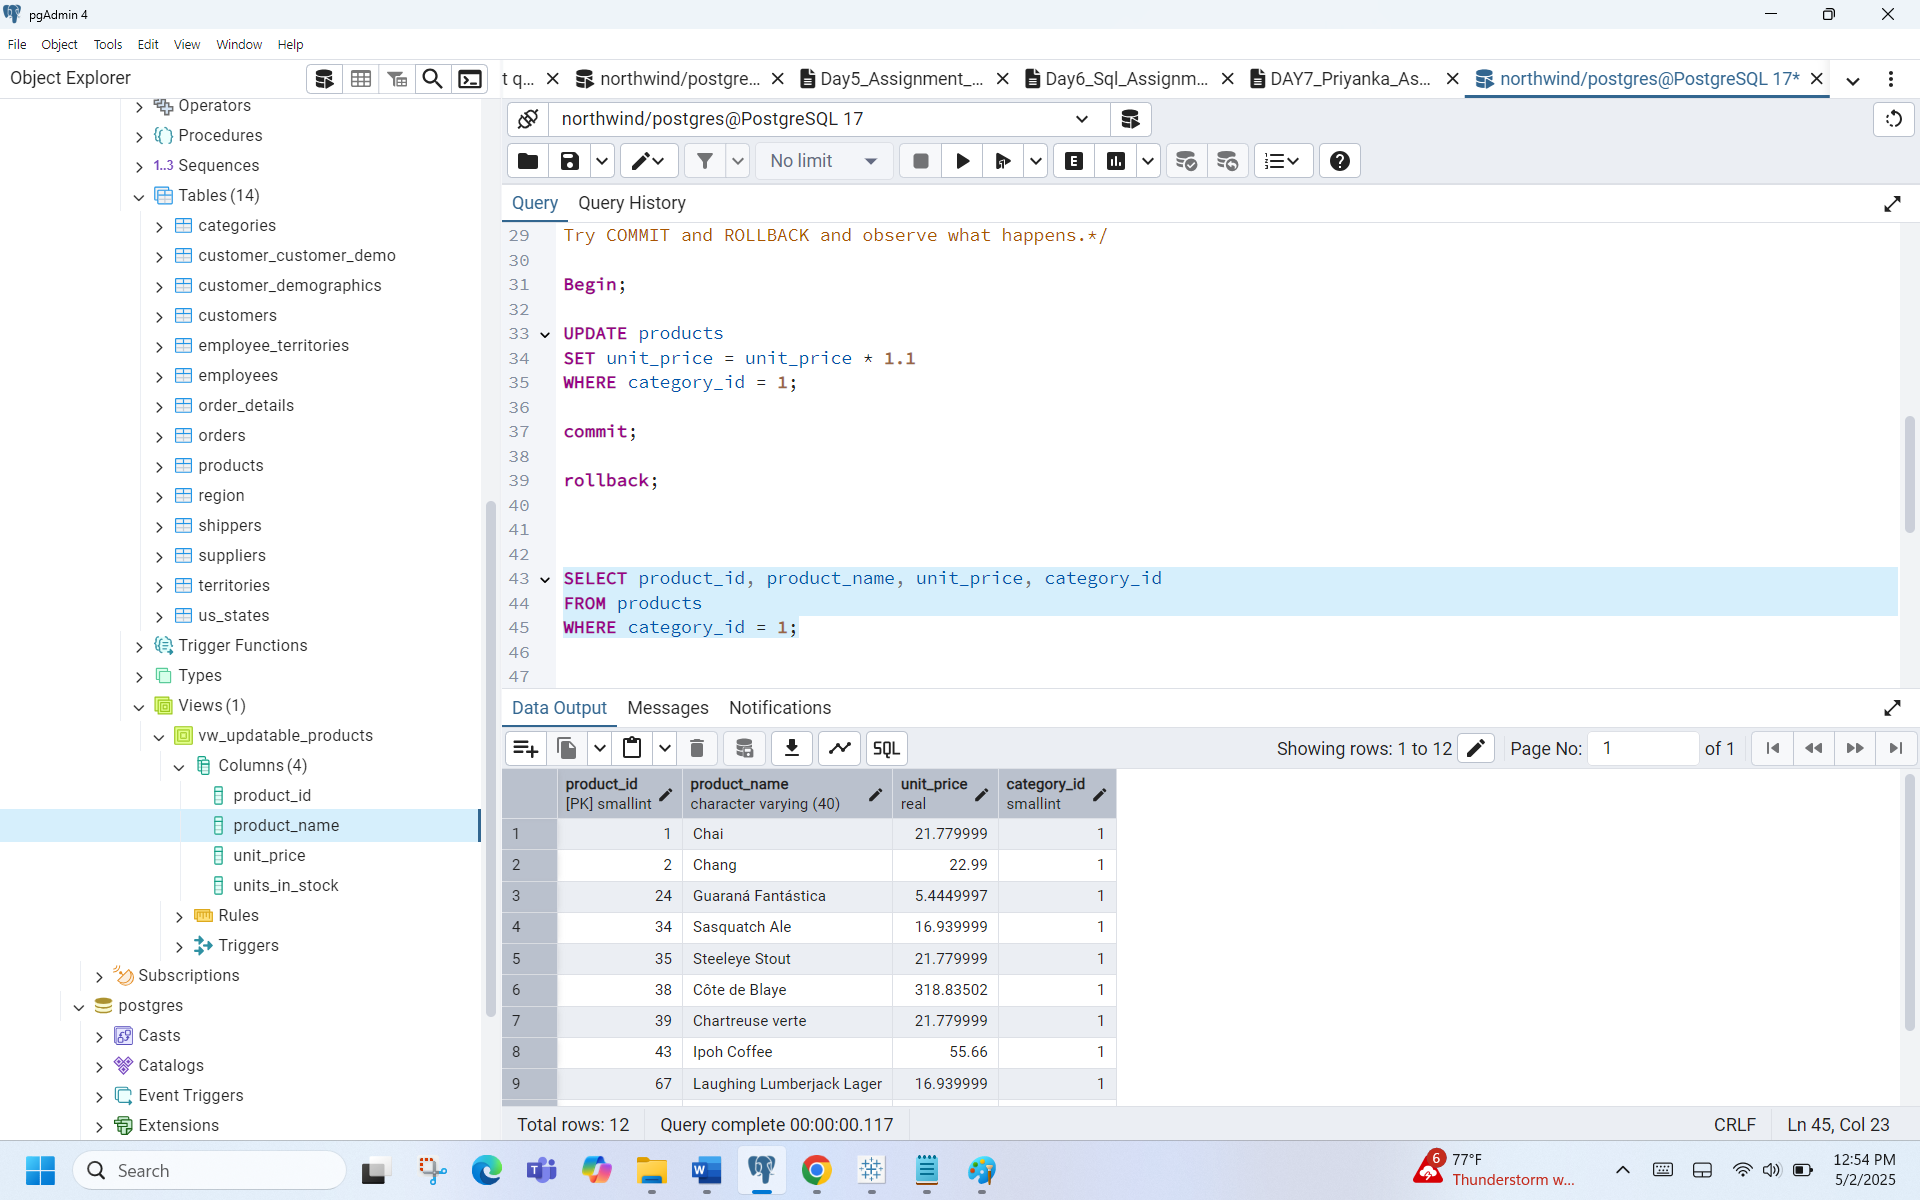 pgAdmin 4
File Object Tools Edit View Window Help
Object Explorer
t q...
northwind/postgre...
Day5_Assignment_...
Day6_Sql_Assignm...
DAY7_Priyanka_As...
northwind/postgres@PostgreSQL 17*
northwind/postgres@PostgreSQL 17
No limit
E
Query Query History
Operators
Procedures
1..3 Sequences
Tables (14)
categories
customer_customer_demo
customer_demographics
customers
employee_territories
employees
order_details
orders
products
region
shippers
suppliers
territories
us_states
Trigger Functions
Types
Views (1)
vw_updatable_products
Columns (4)
product_id
product_name
unit_price
units_in_stock
Rules
Triggers
Subscriptions
postgres
Casts
Catalogs
Event Triggers
Extensions
29 Try COMMIT and ROLLBACK and observe what happens.*/
30
31 Begin;
32
33 UPDATE products
34 SET unit_price = unit_price * 1.1
35 WHERE category_id = 1;
36
37 commit;
38
39 rollback;
40
41
42
43 SELECT product_id, product_name, unit_price, category_id
44 FROM products
45 WHERE category_id = 1;
46
47
Data Output Messages Notifications
SQL
Showing rows: 1 to 12
Page No: 1 of 1
product_id product_name unit_price category_id
[PK] smallint character varying (40) real smallint
1 1 Chai 21.779999 1
2 2 Chang 22.99 1
3 24 Guaraná Fantástica 5.4449997 1
4 34 Sasquatch Ale 16.939999 1
5 35 Steeleye Stout 21.779999 1
6 38 Côte de Blaye 318.83502 1
7 39 Chartreuse verte 21.779999 1
8 43 Ipoh Coffee 55.66 1
9 67 Laughing Lumberjack Lager 16.939999 1
Total rows: 12 Query complete 00:00:00.117 CRLF Ln 45, Col 23
Search
6
77°F
Thunderstorm w...
12:54 PM
5/2/2025